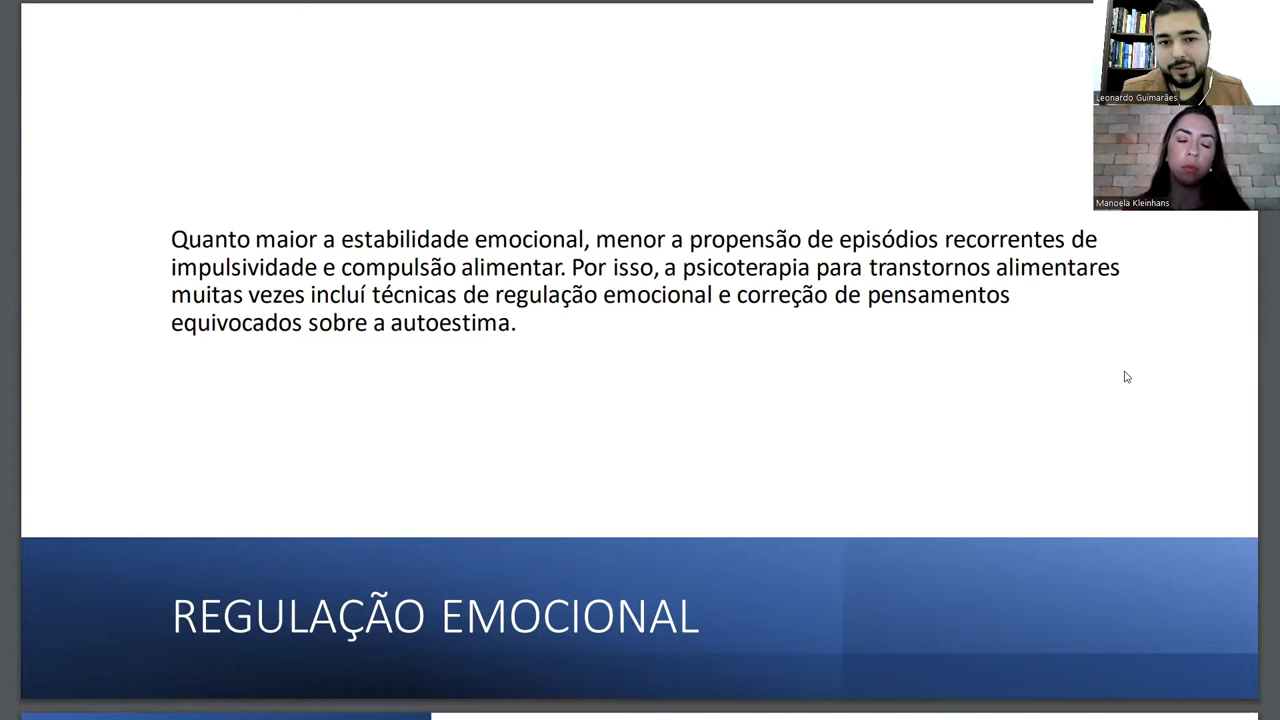 Leonardo Guimarães
Manoela Kleinhans
Quanto maior a estabilidade emocional, menor a propensão de episódios recorrentes de
impulsividade e compulsão alimentar. Por isso, a psicoterapia para transtornos alimentares
muitas vezes incluí técnicas de regulação emocional e correção de pensamentos
equivocados sobre a autoestima.
REGULAÇÃO EMOCIONAL